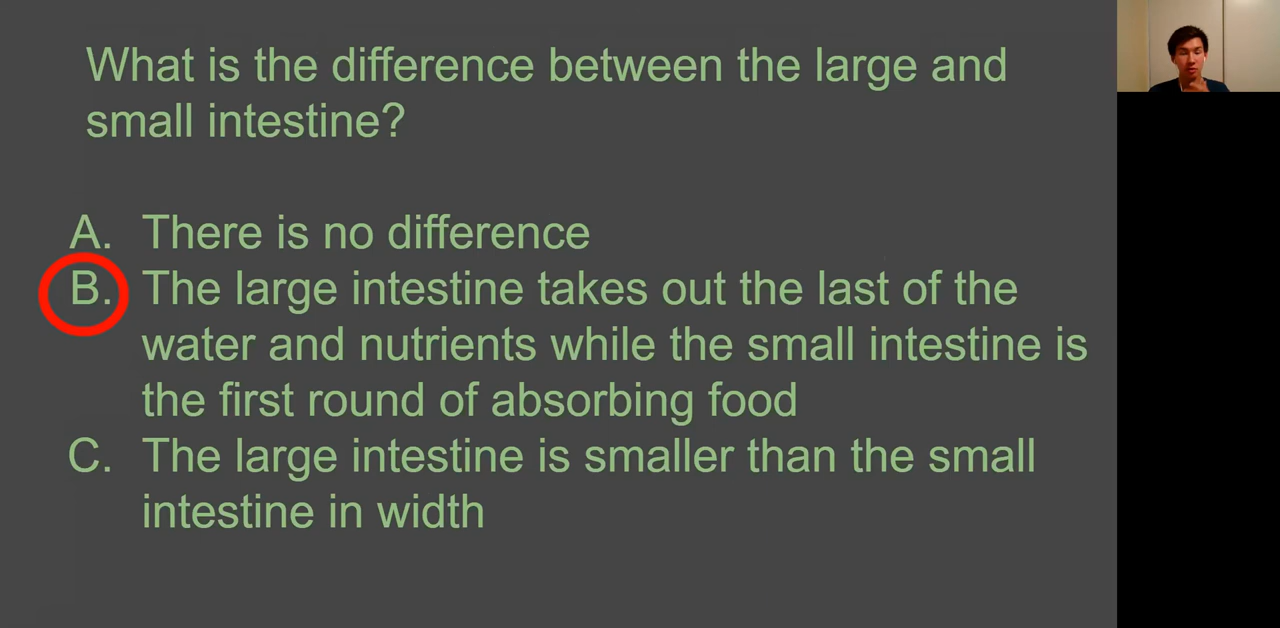 What is the difference between the large and
small intestine?
A. There is no difference
B. The large intestine takes out the last of the
water and nutrients while the small intestine is
the first round of absorbing food
C. The large intestine is smaller than the small
intestine in width